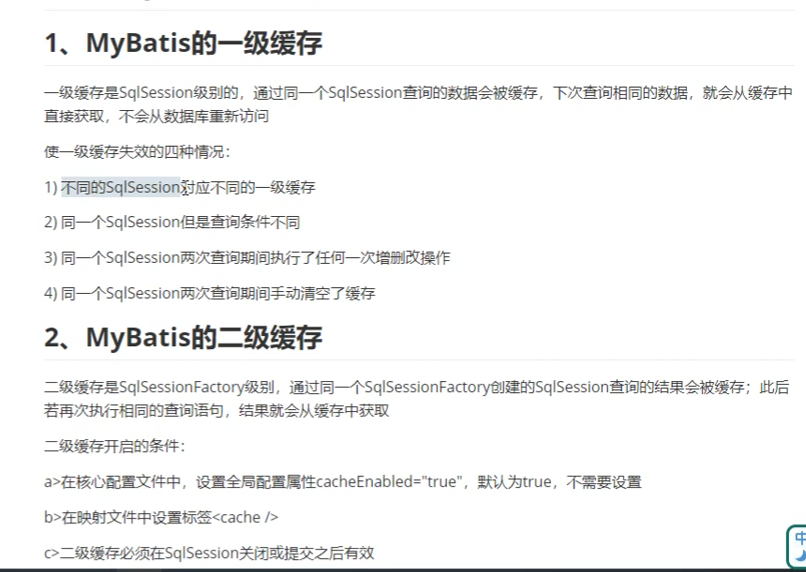 1、MyBatis的一级缓存
一级缓存是SqlSession级别的，通过同一个SqlSession查询的数据会被缓存，下次查询相同的数据，就会从缓存中
直接获取，不会从数据库重新访问
使一级缓存失效的四种情况：
1) 不同的SqlSession对应不同的一级缓存
2) 同一个SqlSession但是查询条件不同
3) 同一个SqlSession两次查询期间执行了任何一次增删改操作
4) 同一个SqlSession两次查询期间手动清空了缓存
2、MyBatis的二级缓存
二级缓存是SqlSessionFactory级别，通过同一个SqlSessionFactory创建的SqlSession查询的结果会被缓存；此后
若再次执行相同的查询语句，结果就会从缓存中获取
二级缓存开启的条件：
a>在核心配置文件中，设置全局配置属性cacheEnabled="true"，默认为true，不需要设置
b>在映射文件中设置标签<cache />
c>二级缓存必须在SqlSession关闭或提交之后有效
中